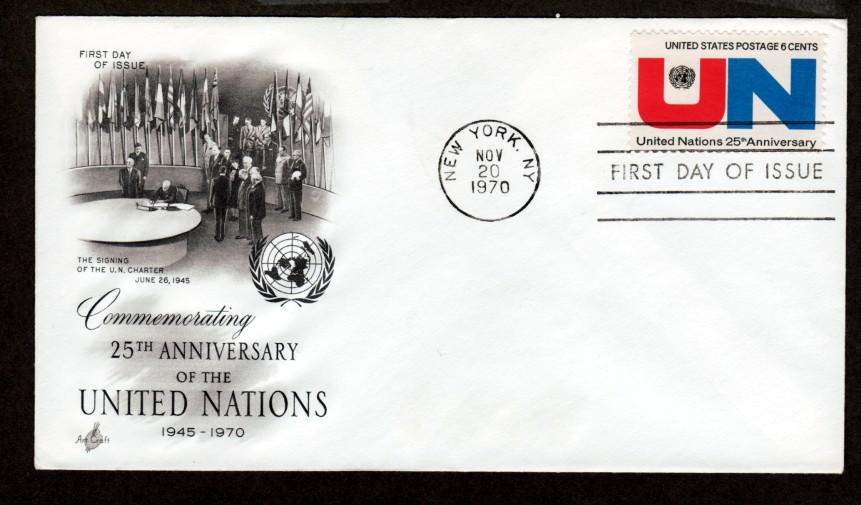 FIRST DAY
OF ISSUE
THE SIGNING
OF THE U.N. CHARTER
JUNE 26, 1945
Commemorating
25TH ANNIVERSARY
OF THE
UNITED NATIONS
1945 - 1970
Art Craft
NEW YORK, NY
NOV
20
1970
UNITED STATES POSTAGE 6 CENTS
UN
United Nations 25th Anniversary
FIRST DAY OF ISSUE